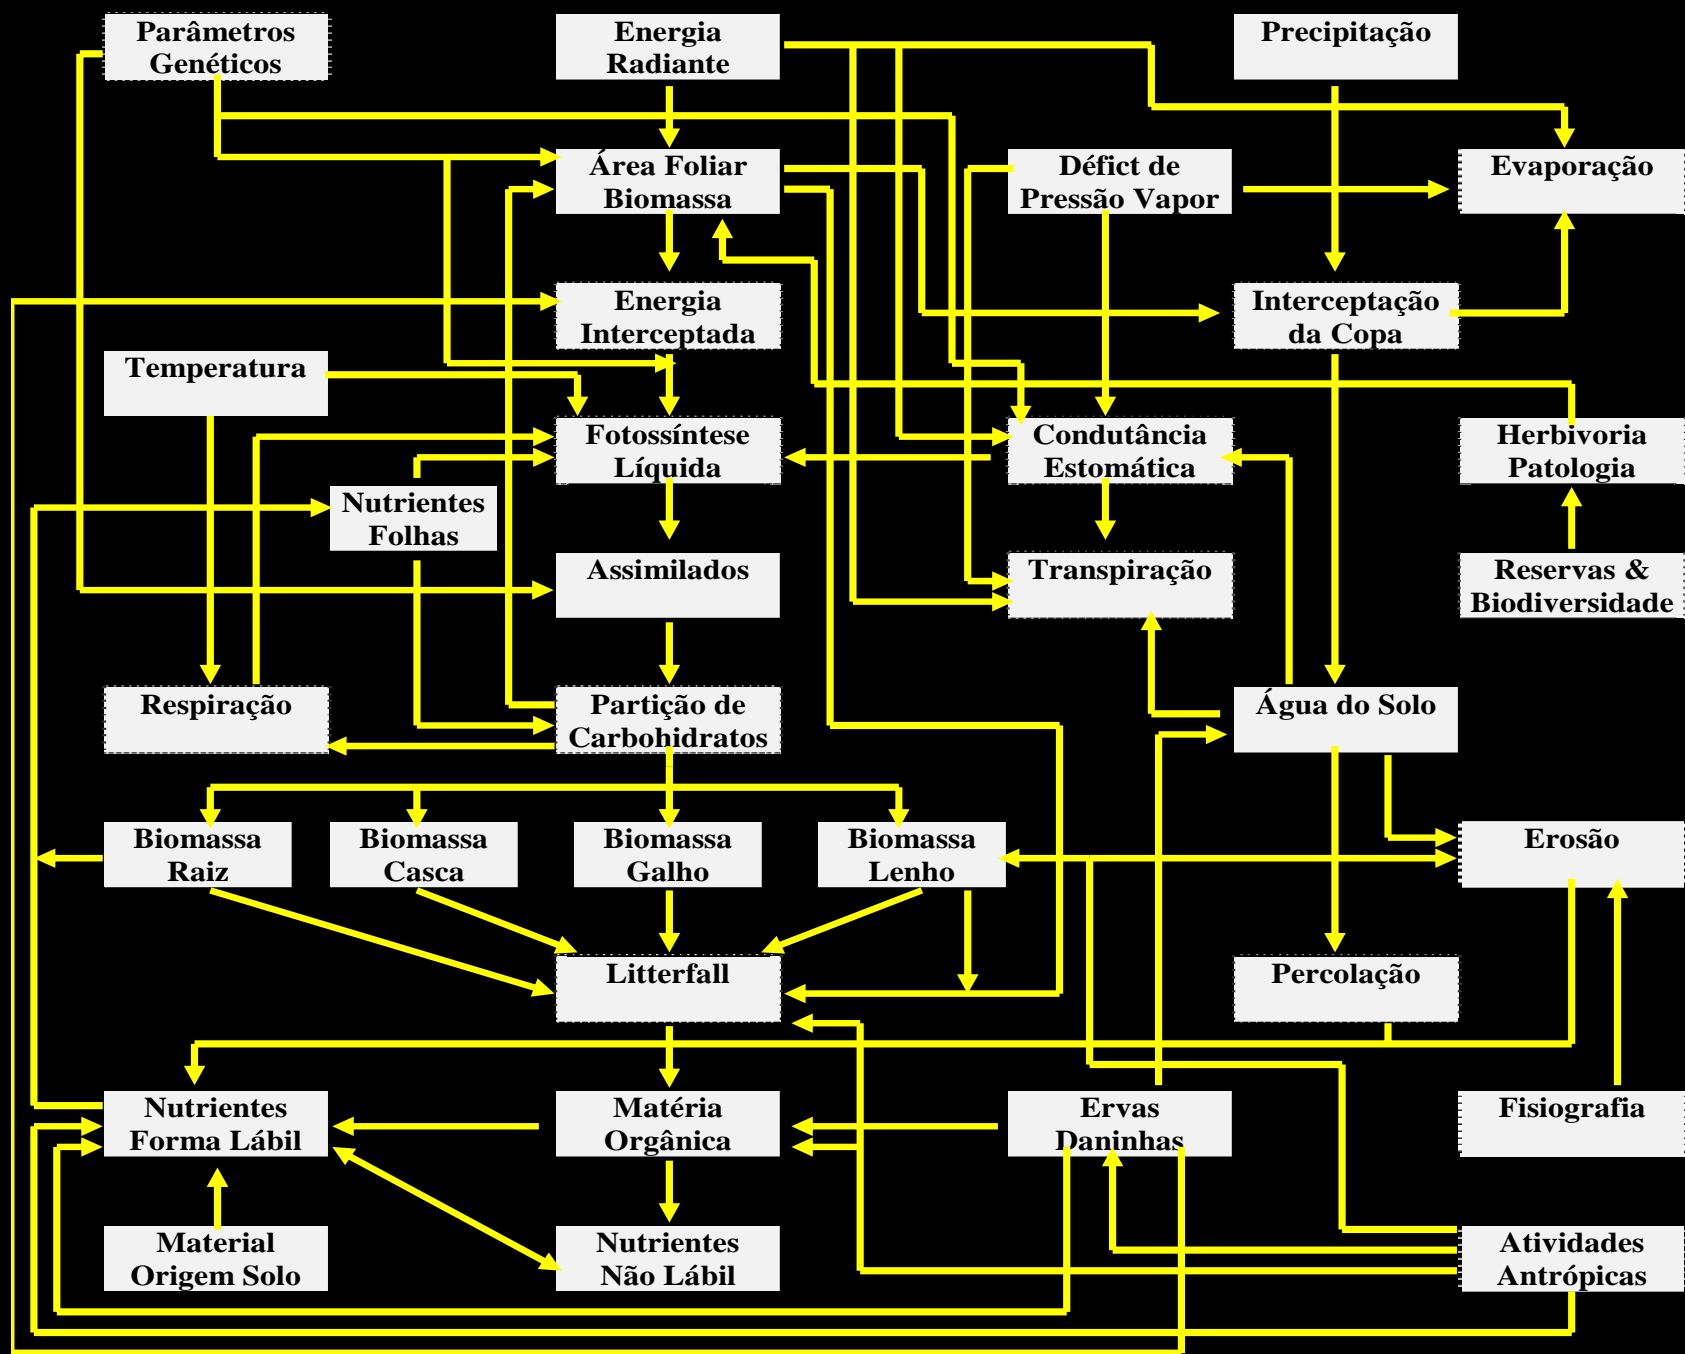 Parâmetros
Genéticos
Energia
Radiante
Precipitação
Área Foliar
Biomassa
Défict de
Pressão Vapor
Evaporação
Energia
Interceptada
Interceptação
da Copa
Temperatura
Fotossíntese
Líquida
Condutância
Estomática
Herbivoria
Patologia
Nutrientes
Folhas
Assimilados
Transpiração
Reservas &
Biodiversidade
Respiração
Partição de
Carbohidratos
Água do Solo
Biomassa
Raiz
Biomassa
Casca
Biomassa
Galho
Biomassa
Lenho
Erosão
Litterfall
Percolação
Nutrientes
Forma Lábil
Matéria
Orgânica
Ervas
Daninhas
Fisiografia
Material
Origem Solo
Nutrientes
Não Lábil
Atividades
Antrópicas